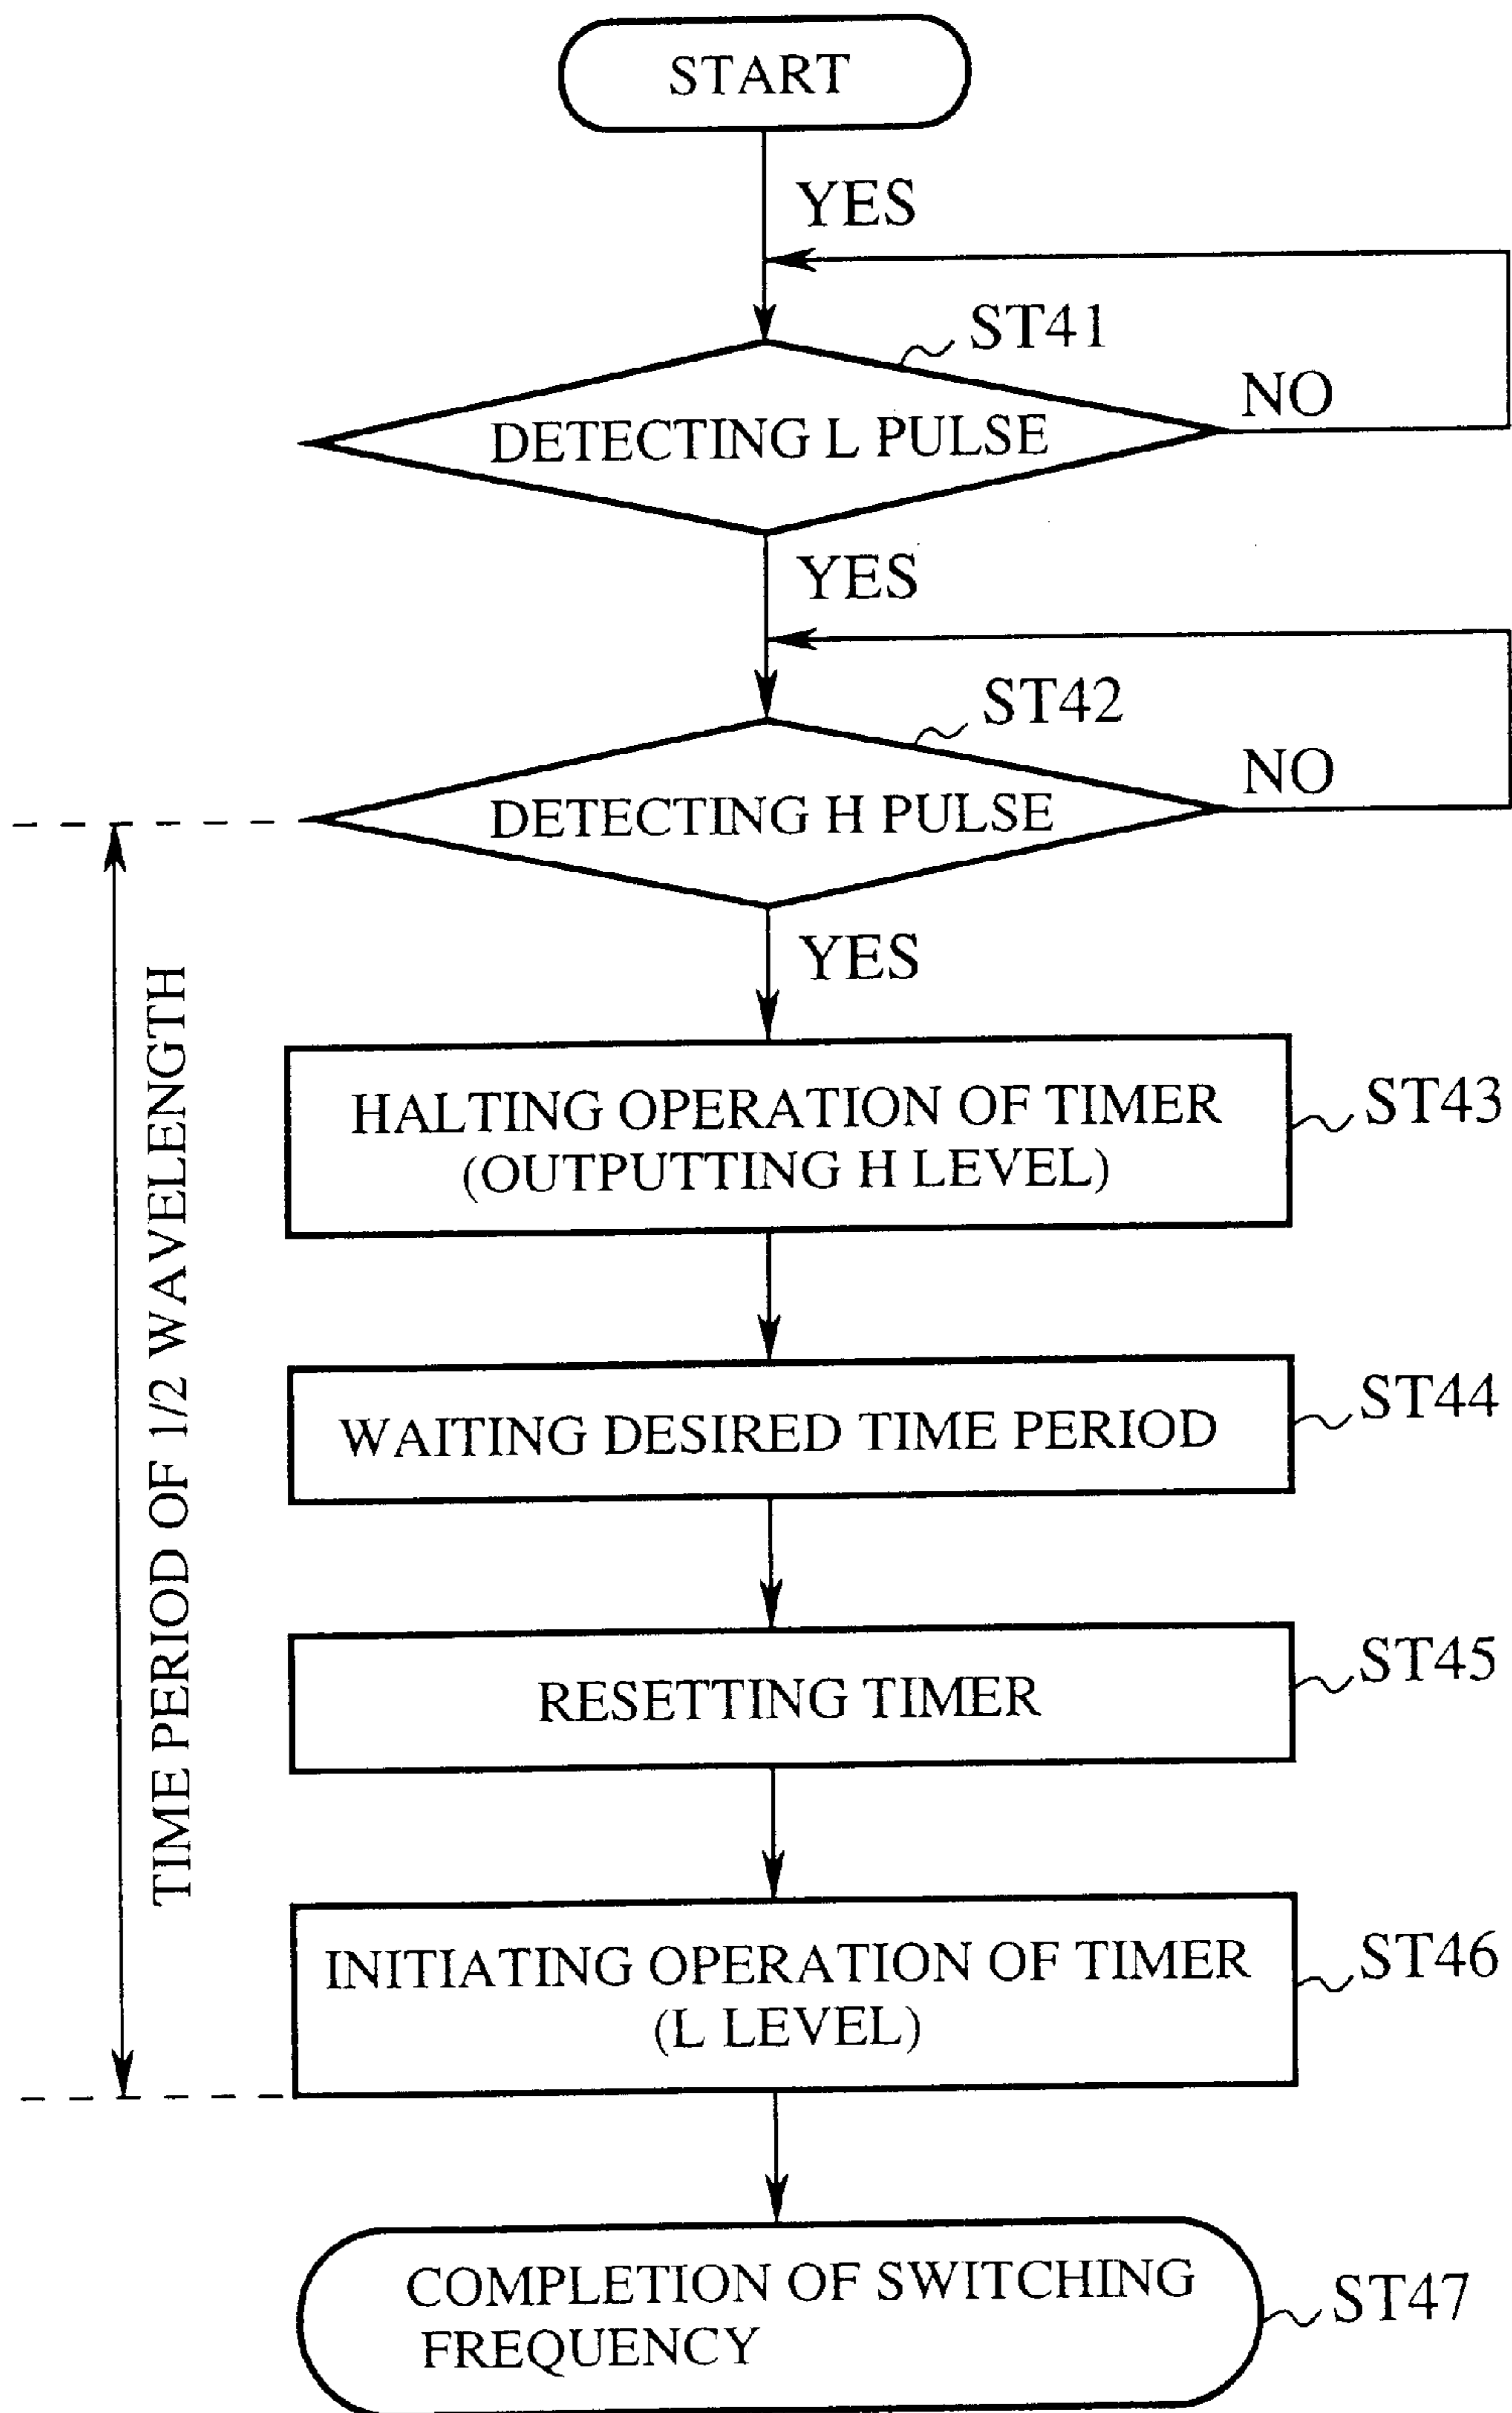 START
YES
ST41
NO
DETECTING L PULSE
YES
ST42
NO
DETECTING H PULSE
YES
TIME PERIOD OF 1/2 WAVELENGTH
HALTING OPERATION OF TIMER
(OUTPUTTING H LEVEL)
ST43
WAITING DESIRED TIME PERIOD
ST44
RESETTING TIMER
ST45
INITIATING OPERATION OF TIMER
(L LEVEL)
ST46
COMPLETION OF SWITCHING
FREQUENCY
ST47